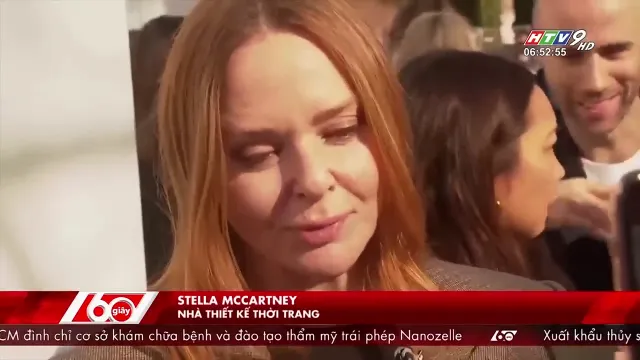 HTV9 HD
06:52:55
60 giây
STELLA MCCARTNEY
NHÀ THIẾT KẾ THỜI TRANG
CM đình chỉ cơ sở khám chữa bệnh và đào tạo thẩm mỹ trái phép Nanozelle 60 Xuất khẩu thủy s